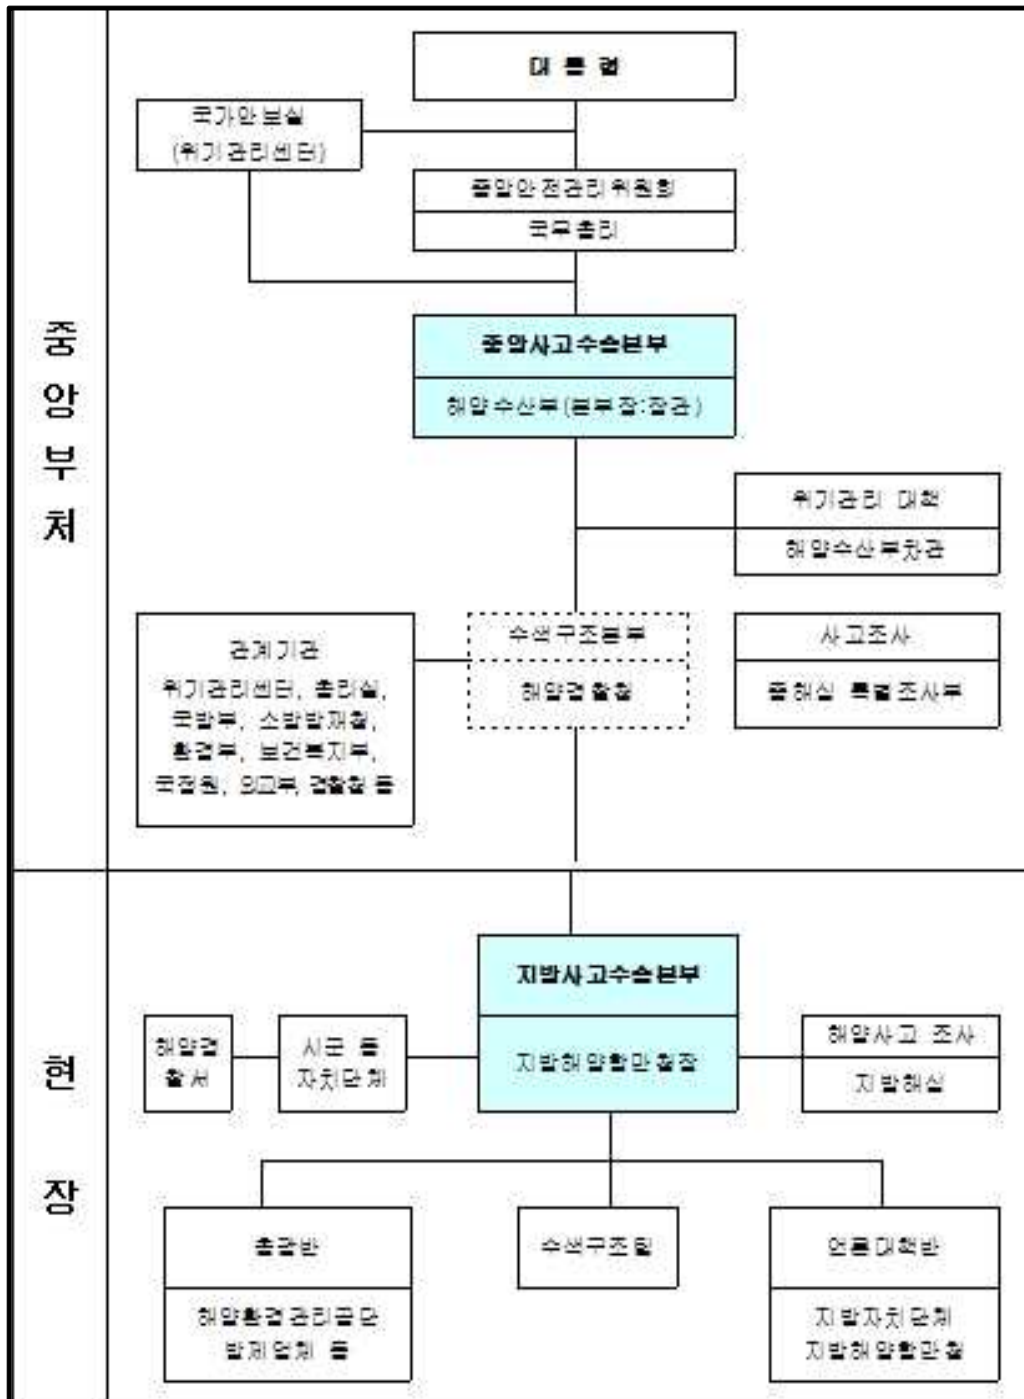 중앙부처
대 통 령
국가안보실
(위기관리센터)
중앙안전관리위원회
국무총리
중앙사고수습본부
해양수산부(본부장:장관)
위기관리 대책
해양수산부차관
관계기관
위기관리센터, 총리실,
국방부, 소방방재청,
환경부, 보건복지부,
국정원, 외교부, 경찰청 등
수색구조본부
해양경찰청
사고조사
중해심 특별조사부
현장
지방사고수습본부
지방해양항만청장
해양경
찰서
시군 등
자치단체
해양사고 조사
지방해심
총괄반
해양환경관리공단
방제업체 등
수색구조팀
언론대책반
지방자치단체
지방해양항만청